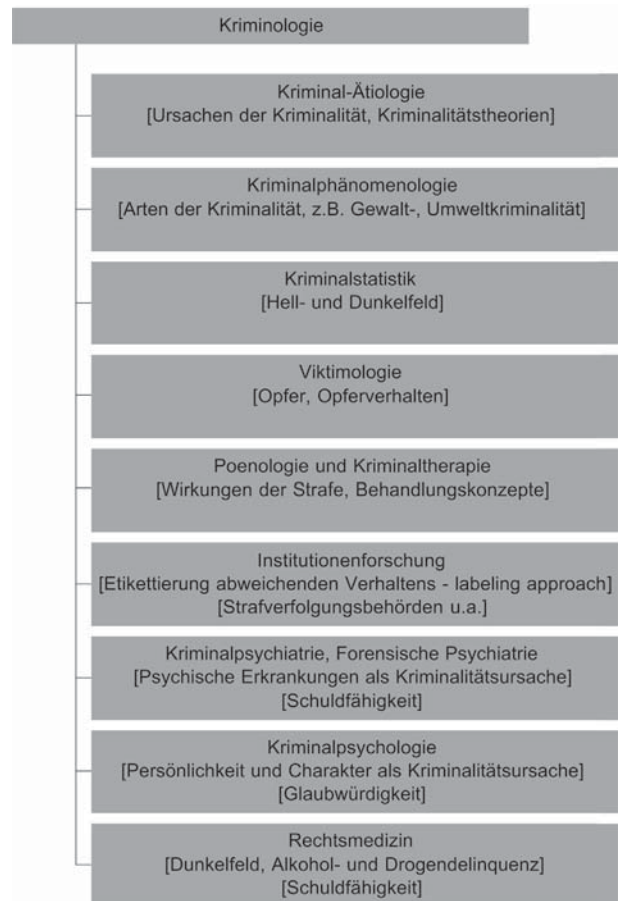 Kriminologie
Kriminal-Ätiologie
[Ursachen der Kriminalität, Kriminalitätstheorien]
Kriminalphänomenologie
[Arten der Kriminalität, z.B. Gewalt-, Umweltkriminalität]
Kriminalstatistik
[Hell- und Dunkelfeld]
Viktimologie
[Opfer, Opferverhalten]
Poenologie und Kriminaltherapie
[Wirkungen der Strafe, Behandlungskonzepte]
Institutionenforschung
[Etikettierung abweichenden Verhaltens - labeling approach]
[Strafverfolgungsbehörden u.a.]
Kriminalpsychiatrie, Forensische Psychiatrie
[Psychische Erkrankungen als Kriminalitätsursache]
[Schuldfähigkeit]
Kriminalpsychologie
[Persönlichkeit und Charakter als Kriminalitätsursache]
[Glaubwürdigkeit]
Rechtsmedizin
[Dunkelfeld, Alkohol- und Drogendelinquenz]
[Schuldfähigkeit]